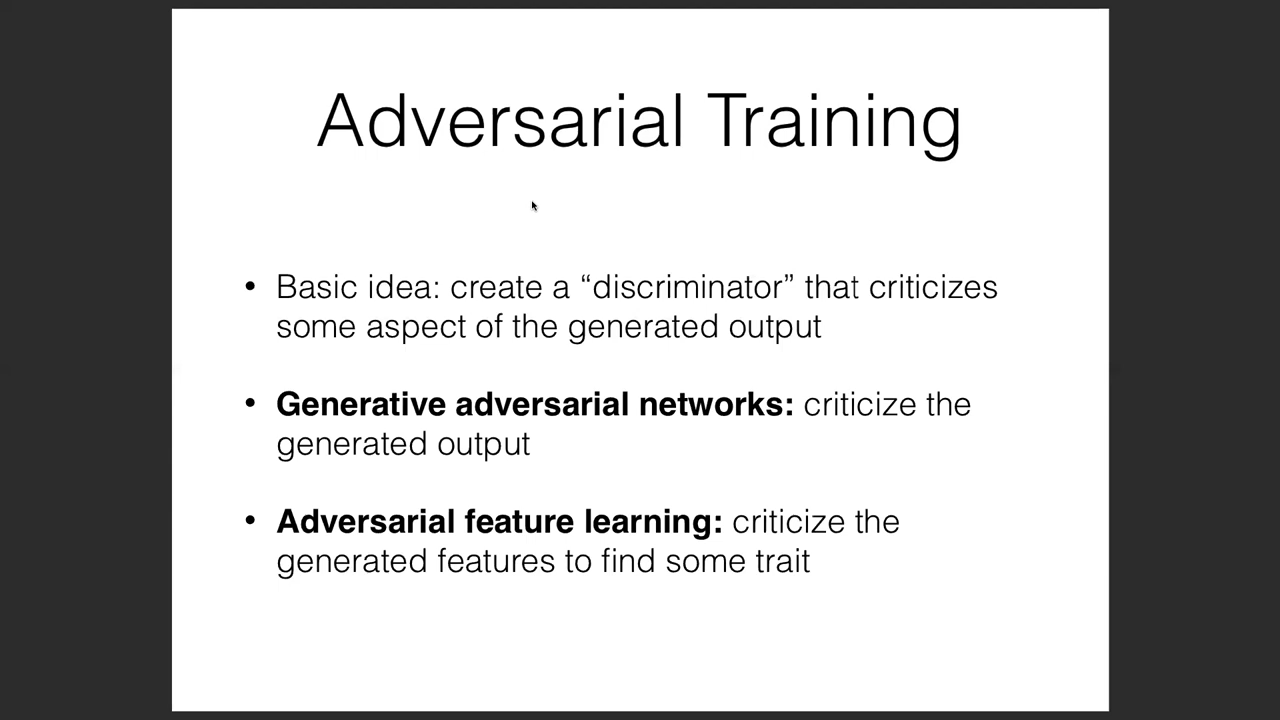 Adversarial Training
• Basic idea: create a “discriminator” that criticizes
some aspect of the generated output
• Generative adversarial networks: criticize the
generated output
• Adversarial feature learning: criticize the
generated features to find some trait